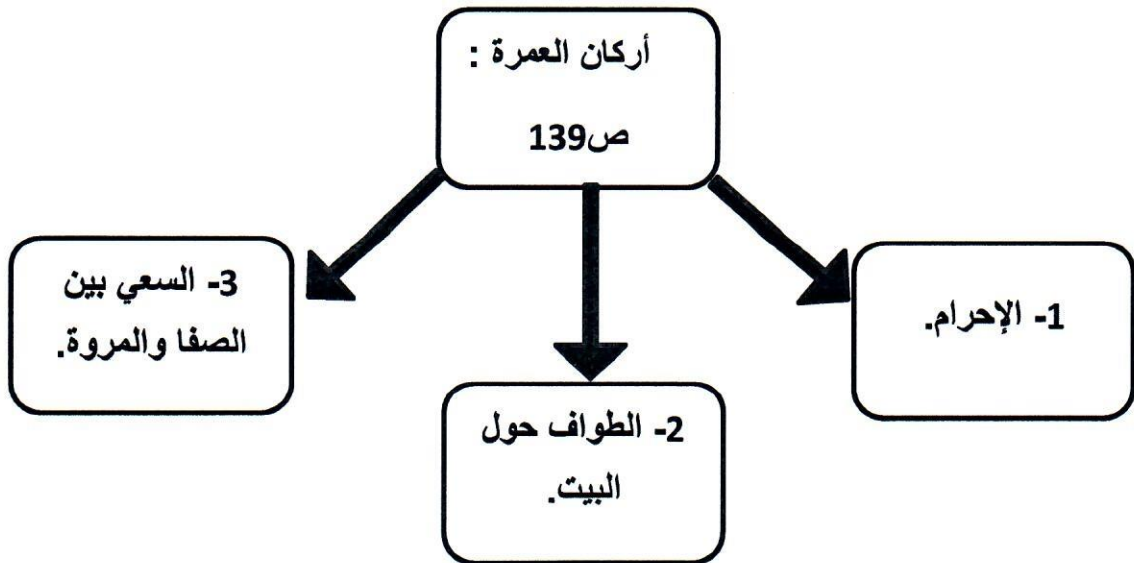 أركان العمرة :
ص139
1- الإحرام.
2- الطواف حول
البيت.
3- السعي بين
الصفا والمروة.